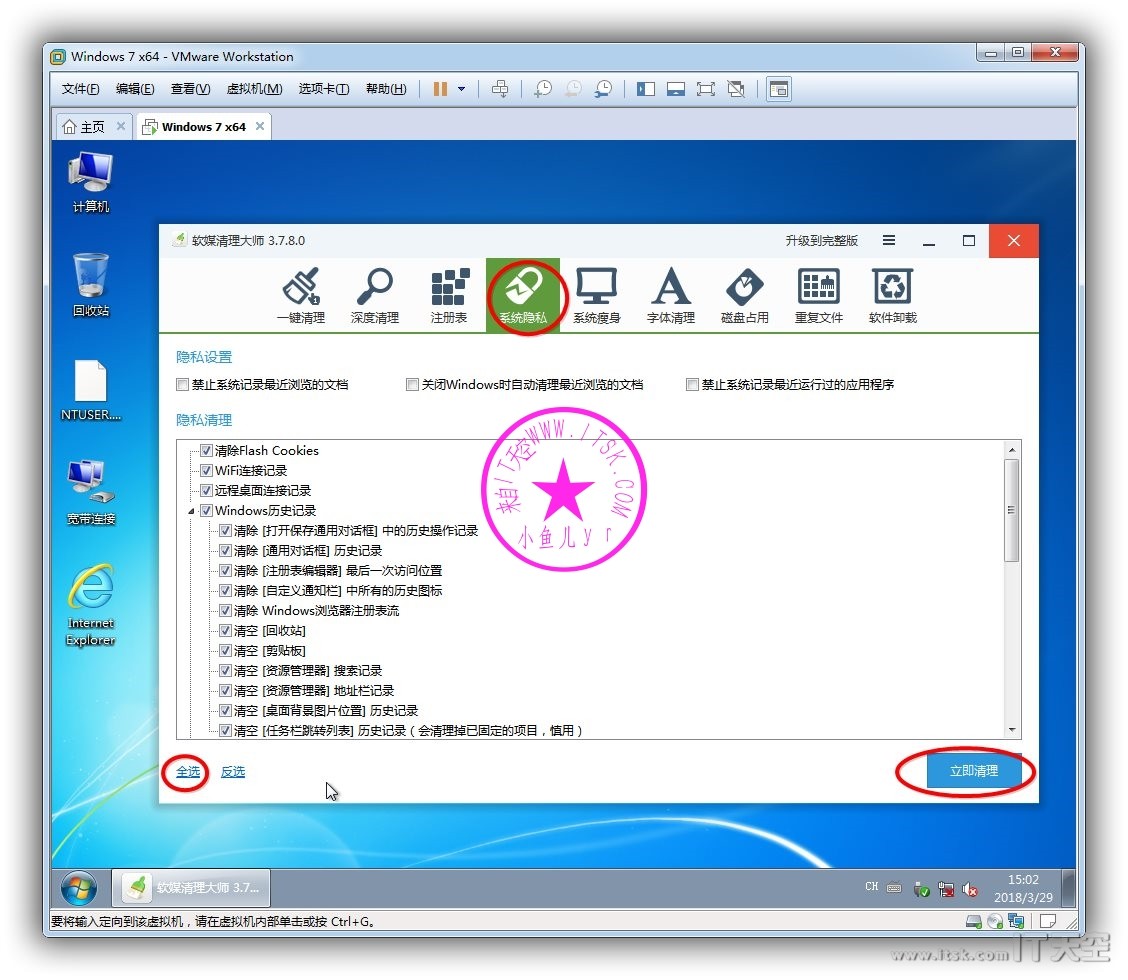 Windows 7 x64 - VMware Workstation
文件(F) 编辑(E) 查看(V) 虚拟机(M) 选项卡(T) 帮助(H)
主页 Windows 7 x64
计算机
回收站
NTUSER....
宽带连接
Internet
Explorer
软媒清理大师 3.7.8.0 升级到完整版
一键清理 深度清理 注册表 系统隐私 系统瘦身 字体清理 磁盘占用 重复文件 软件卸载
隐私设置
禁止系统记录最近浏览的文档 关闭Windows时自动清理最近浏览的文档 禁止系统记录最近运行过的应用程序
隐私清理
清除Flash Cookies
WiFi连接记录
远程桌面连接记录
Windows历史记录
清除 [打开保存通用对话框] 中的历史操作记录
清除 [通用对话框] 历史记录
清除 [注册表编辑器] 最后一次访问位置
清除 [自定义通知栏] 中所有的历史图标
清除 Windows浏览器注册表流
清空 [回收站]
清空 [剪贴板]
清空 [资源管理器] 搜索记录
清空 [资源管理器] 地址栏记录
清空 [桌面背景图片位置] 历史记录
清空 [任务栏跳转列表] 历史记录 ( 会清理掉已固定的项目，慎用 )
来自IT天空WWW.ITSK.COM
小鱼儿yr
全选 反选 立即清理
软媒清理大师 3.7...
CH
15:02
2018/3/29
要将输入定向到该虚拟机，请在虚拟机内部单击或按 Ctrl+G。
www.itsk.com IT天空